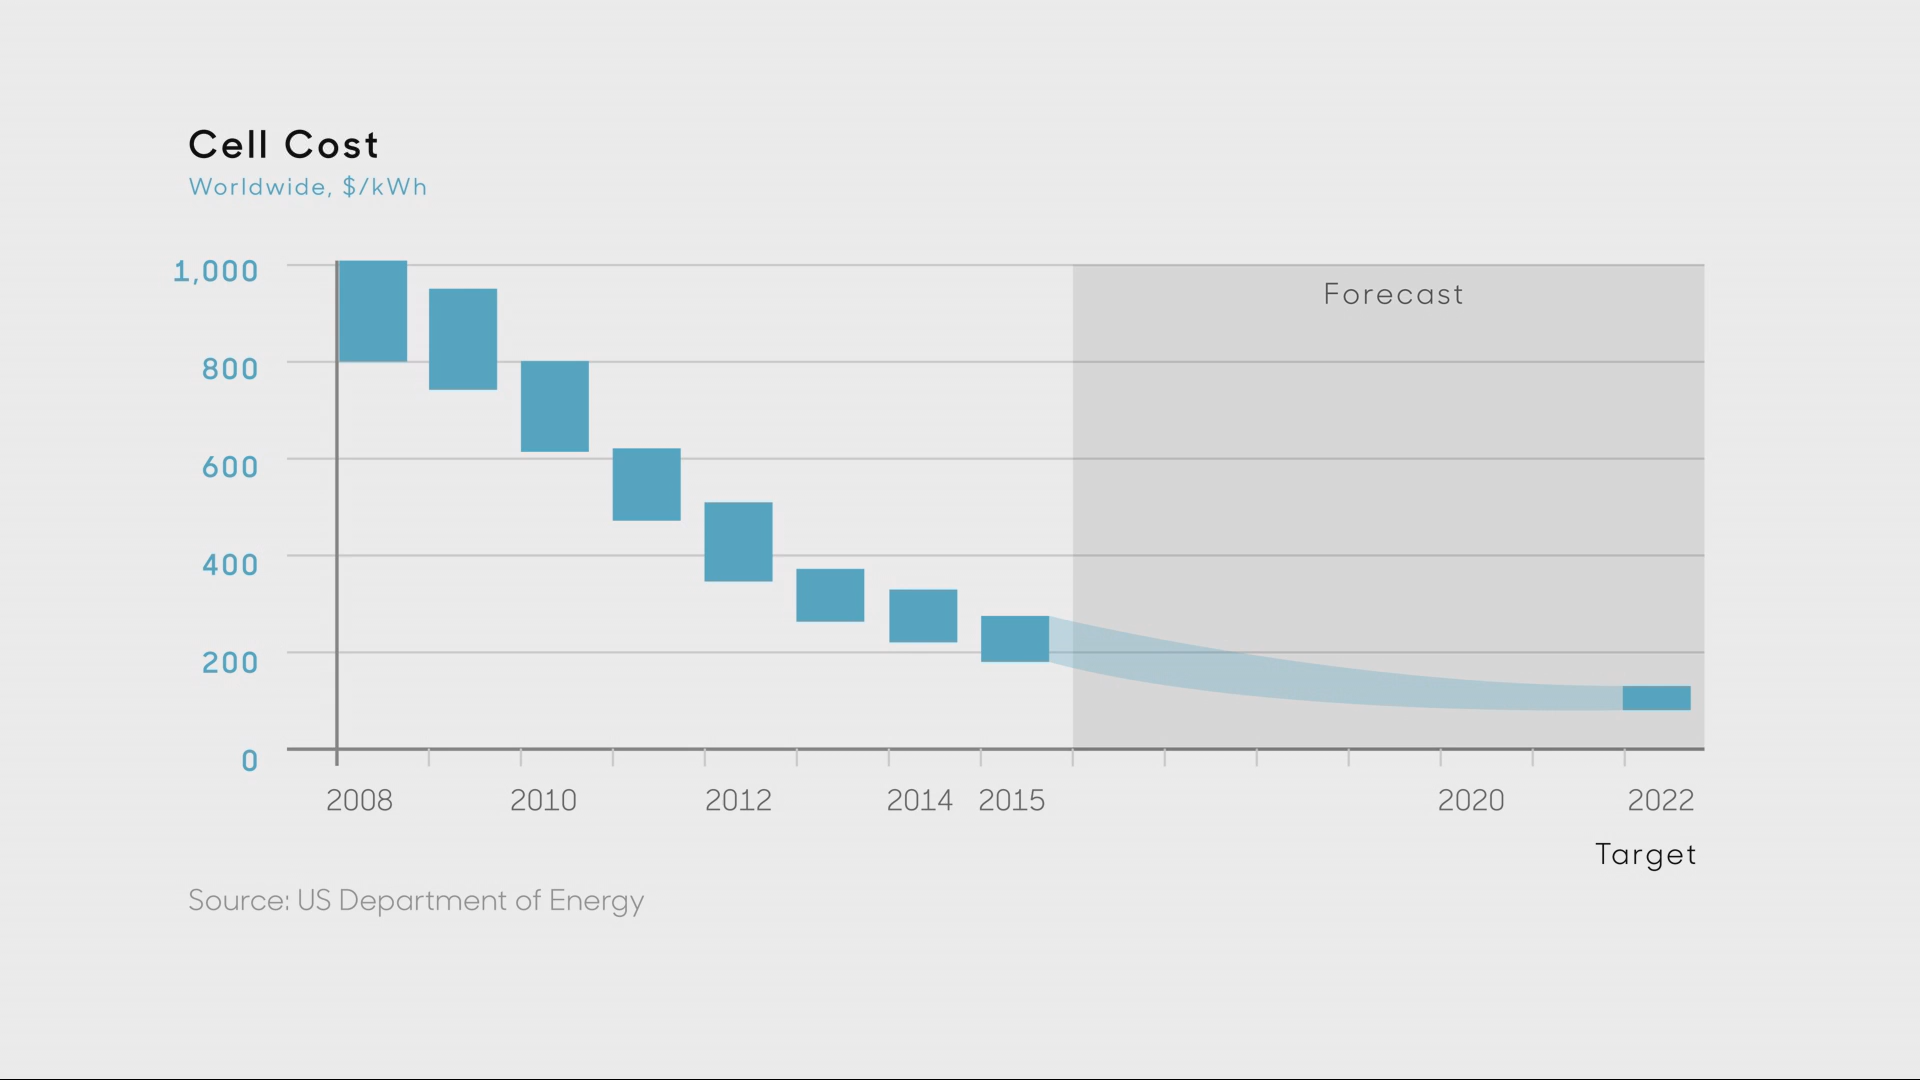 Cell Cost
Worldwide, $/kWh
1,000
Forecast
800
600
400
200
0
2008 2010 2012 2014 2015 2020 2022
Target
Source: US Department of Energy